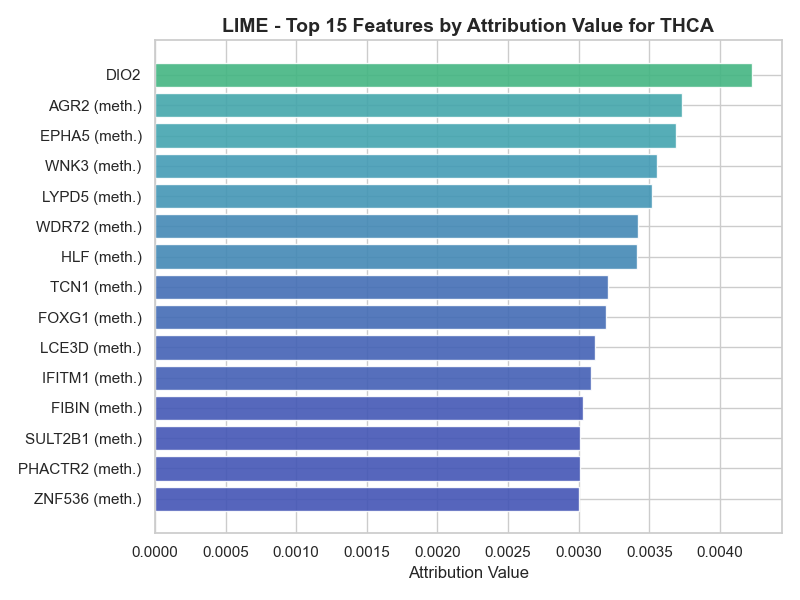 LIME - Top 15 Features by Attribution Value for THCA
DIO2
AGR2 (meth.)
EPHA5 (meth.)
WNK3 (meth.)
LYPD5 (meth.)
WDR72 (meth.)
HLF (meth.)
TCN1 (meth.)
FOXG1 (meth.)
LCE3D (meth.)
IFITM1 (meth.)
FIBIN (meth.)
SULT2B1 (meth.)
PHACTR2 (meth.)
ZNF536 (meth.)
0.0000 0.0005 0.0010 0.0015 0.0020 0.0025 0.0030 0.0035 0.0040
Attribution Value